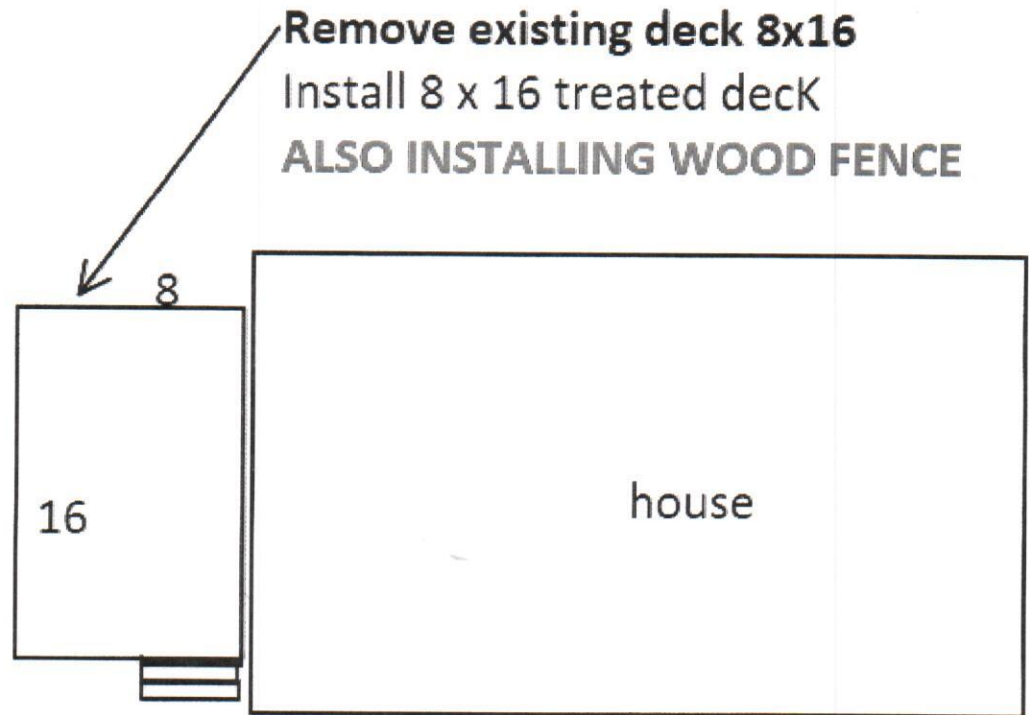 Remove existing deck 8x16
Install 8 x 16 treated decK
ALSO INSTALLING WOOD FENCE
8
16
house